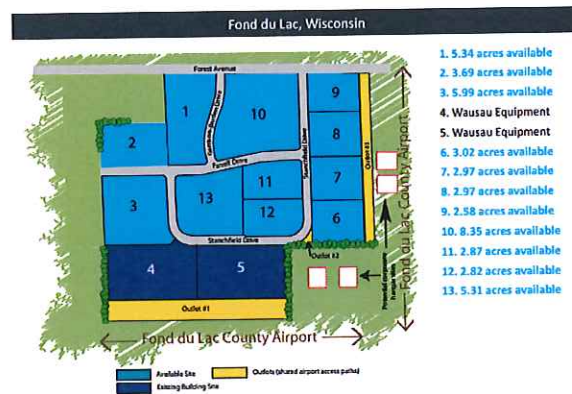 Fond du Lac, Wisconsin
Forest Avenue
1
2
3
4
5
6
7
8
9
10
11
12
13
Stanchfield Drive
Stanchfield Drive
Outlot #1
Outlot #2
Outlot #3
Potential corporate hangar sites
Fond du Lac County Airport
Fond du Lac County Airport
Available Site
Outlots (shared airport access paths)
Existing Building Site
1. 5.34 acres available
2. 3.69 acres available
3. 5.99 acres available
4. Wausau Equipment
5. Wausau Equipment
6. 3.02 acres available
7. 2.97 acres available
8. 2.97 acres available
9. 2.58 acres available
10. 8.35 acres available
11. 2.87 acres available
12. 2.82 acres available
13. 5.31 acres available